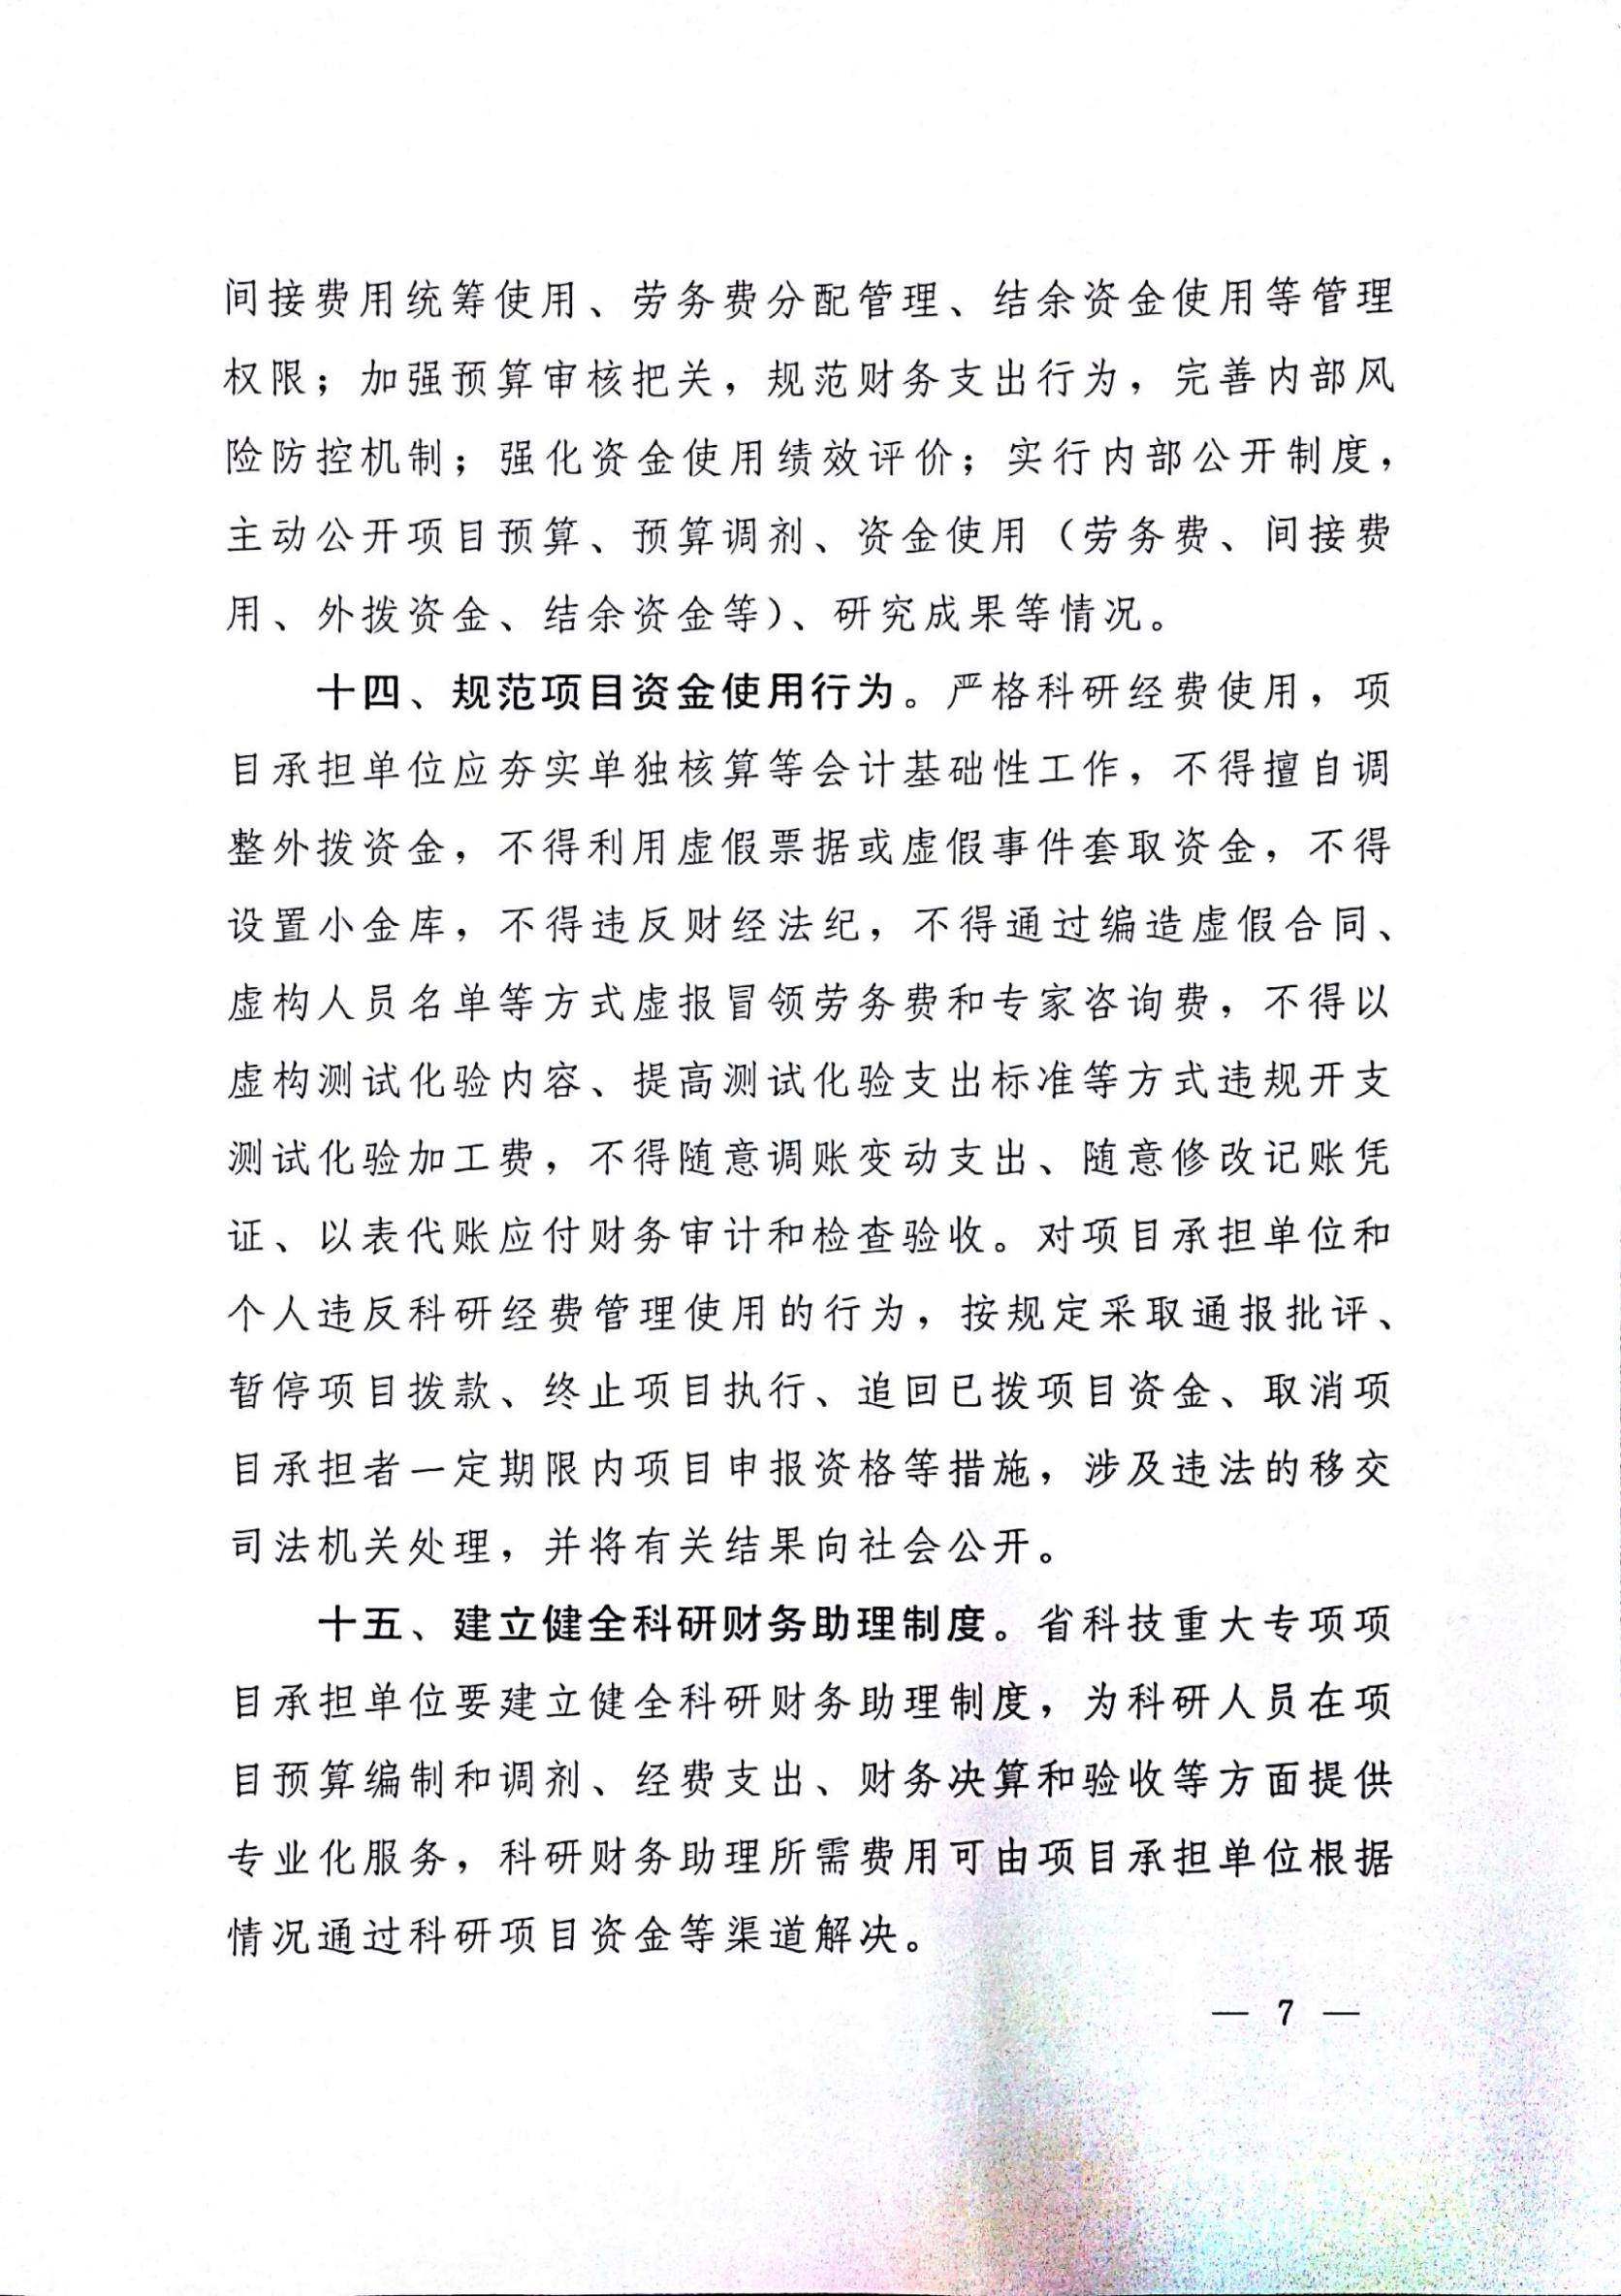 间接费用统筹使用、劳务费分配管理、结余资金使用等管理
权限；加强预算审核把关，规范财务支出行为，完善内部风
险防控机制；强化资金使用绩效评价；实行内部公开制度，
主动公开项目预算、预算调剂、资金使用（劳务费、间接费
用、外拨资金、结余资金等）、研究成果等情况。
十四、规范项目资金使用行为。严格科研经费使用，项
目承担单位应夯实单独核算等会计基础性工作，不得擅自调
整外拨资金，不得利用虚假票据或虚假事件套取资金，不得
设置小金库，不得违反财经法纪，不得通过编造虚假合同、
虚构人员名单等方式虚报冒领劳务费和专家咨询费，不得以
虚构测试化验内容、提高测试化验支出标准等方式违规开支
测试化验加工费，不得随意调账变动支出、随意修改记账凭
证、以表代账应付财务审计和检查验收。对项目承担单位和
个人违反科研经费管理使用的行为，按规定采取通报批评、
暂停项目拨款、终止项目执行、追回已拨项目资金、取消项
目承担者一定期限内项目申报资格等措施，涉及违法的移交
司法机关处理，并将有关结果向社会公开。
十五、建立健全科研财务助理制度。省科技重大专项项
目承担单位要建立健全科研财务助理制度，为科研人员在项
目预算编制和调剂、经费支出、财务决算和验收等方面提供
专业化服务，科研财务助理所需费用可由项目承担单位根据
情况通过科研项目资金等渠道解决。
— 7 —